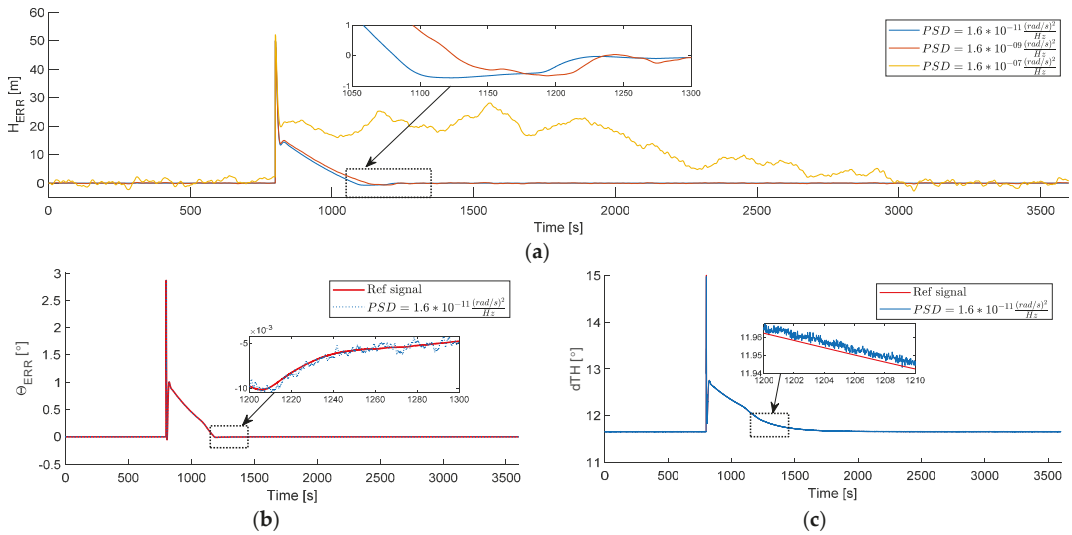 60
50
40
30
20
10
0
H_ERR [m]
0 500 1000 1500 2000 2500 3000 3500
Time [s]
1
0
-1
1050 1100 1150 1200 1250 1300
PSD = 1.6 * 10^-11 (rad/s)^2/Hz
PSD = 1.6 * 10^-09 (rad/s)^2/Hz
PSD = 1.6 * 10^-07 (rad/s)^2/Hz
(a)
3
2.5
2
1.5
1
0.5
0
-0.5
Θ_ERR [°]
0 500 1000 1500 2000 2500 3000 3500
Time [s]
Ref signal
PSD = 1.6 * 10^-11 (rad/s)^2/Hz
×10^-3
-5
-10
1200 1220 1240 1260 1280 1300
(b)
15
14
13
12
11
dTH [°]
0 500 1000 1500 2000 2500 3000 3500
Time [s]
Ref signal
PSD = 1.6 * 10^-11 (rad/s)^2/Hz
11.96
11.95
11.94
1200 1202 1204 1206 1208 1210
(c)